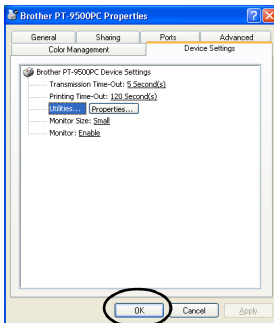 Brother PT-9500PC Properties
General Sharing Ports Advanced
Color Management Device Settings
Brother PT-9500PC Device Settings
Transmission Time-Out: 5 Second(s)
Printing Time-Out: 120 Second(s)
Utilities... Properties...
Monitor Size: Small
Monitor: Enable
OK Cancel Apply